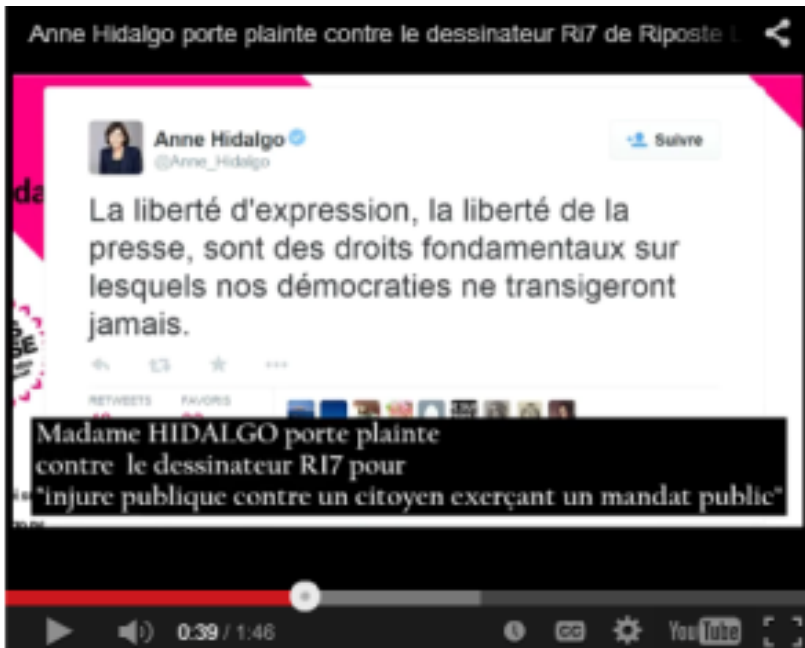 Anne Hidalgo porte plainte contre le dessinateur Ri7 de Riposte L
Anne Hidalgo
@Anne_Hidalgo
Suivre
da
La liberté d'expression, la liberté de la
presse, sont des droits fondamentaux sur
lesquels nos démocraties ne transigeront
jamais.
RETWEETS FAVORIS
Madame HIDALGO porte plainte
contre le dessinateur RI7 pour
"injure publique contre un citoyen exerçant un mandat public"
0:39 / 1:46
CC
YouTube